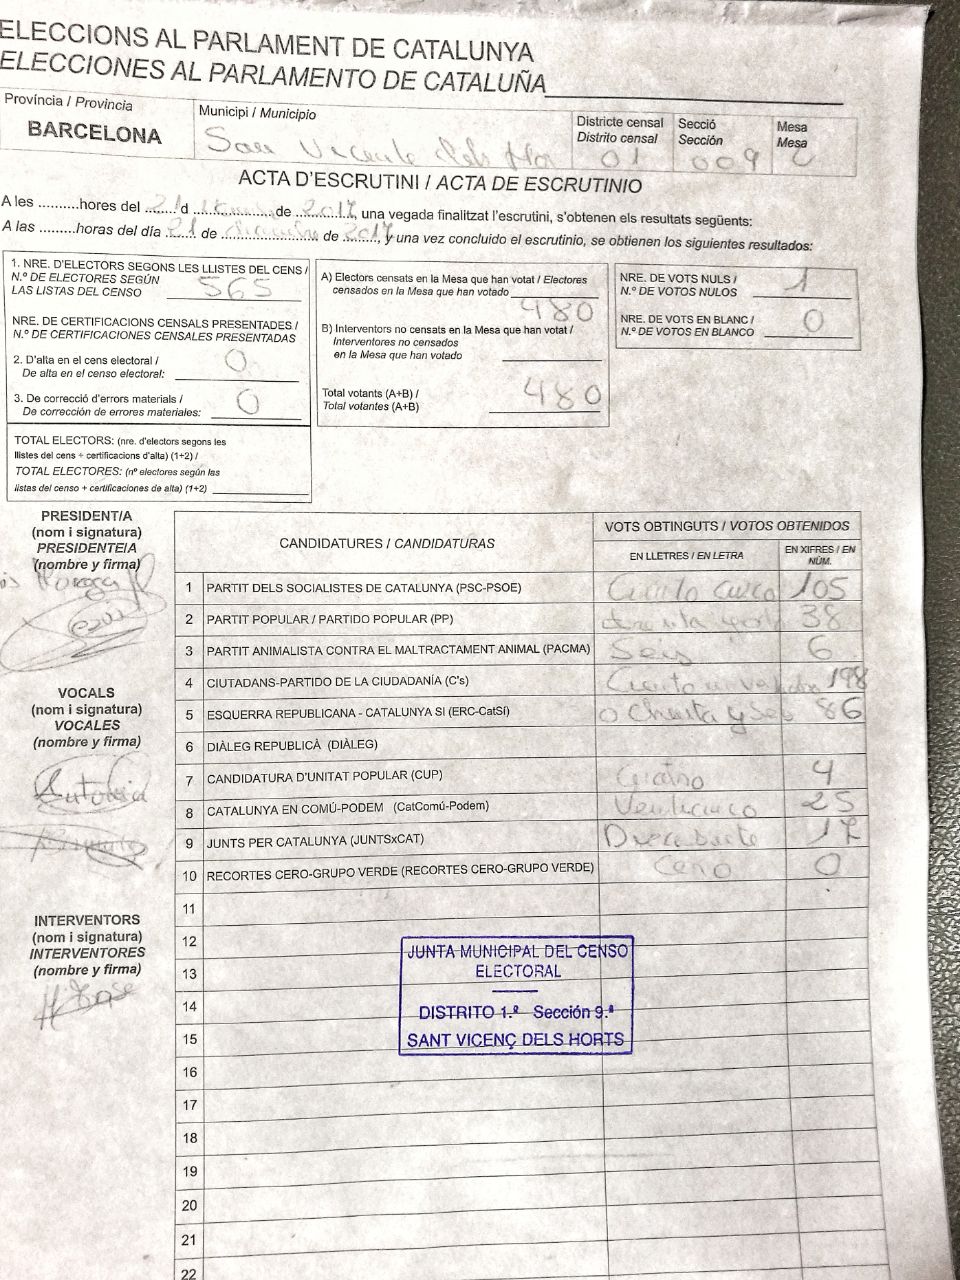 ELECCIONS AL PARLAMENT DE CATALUNYA
ELECCIONES AL PARLAMENTO DE CATALUÑA
Província / Provincia
BARCELONA
Municipi / Municipio
San Vicente dels Hor
Districte censal
Distrito censal
01
Secció
Sección
009
Mesa
Mesa
ACTA D'ESCRUTINI / ACTA DE ESCRUTINIO
A les ..........hores del 21 d ........ de 2017, una vegada finalitzat l'escrutini, s'obtenen els resultats següents:
A las .........horas del día 21 de diciembre de 2017, y una vez concluido el escrutinio, se obtienen los siguientes resultados:
1. NRE. D'ELECTORS SEGONS LES LLISTES DEL CENS /
N.º DE ELECTORES SEGÚN
LAS LISTAS DEL CENSO 565
NRE. DE CERTIFICACIONS CENSALS PRESENTADES /
N.º DE CERTIFICACIONES CENSALES PRESENTADAS
2. D'alta en el cens electoral /
De alta en el censo electoral: 0
3. De correcció d'errors materials /
De corrección de errores materiales: 0
TOTAL ELECTORS: (nre. d'electors segons les
llistes del cens + certificacions d'alta) (1+2) /
TOTAL ELECTORES: (nº electores según las
listas del censo + certificaciones de alta) (1+2)
A) Electors censats en la Mesa que han votat / Electores
censados en la Mesa que han votado
480
B) Interventors no censats en la Mesa que han votat /
Interventores no censados
en la Mesa que han votado
Total votants (A+B) /
Total votantes (A+B) 480
NRE. DE VOTS NULS /
N.º DE VOTOS NULOS 1
NRE. DE VOTS EN BLANC /
N.º DE VOTOS EN BLANCO 0
PRESIDENT/A
(nom i signatura)
PRESIDENTE/A
(nombre y firma)
VOCALS
(nom i signatura)
VOCALES
(nombre y firma)
Antonia
INTERVENTORS
(nom i signatura)
INTERVENTORES
(nombre y firma)
CANDIDATURES / CANDIDATURAS
VOTS OBTINGUTS / VOTOS OBTENIDOS
EN LLETRES / EN LETRA
EN XIFRES / EN
NÚM.
1 PARTIT DELS SOCIALISTES DE CATALUNYA (PSC-PSOE) Ciento cinco 105
2 PARTIT POPULAR / PARTIDO POPULAR (PP) 38
3 PARTIT ANIMALISTA CONTRA EL MALTRACTAMENT ANIMAL (PACMA) Seis 6
4 CIUTADANS-PARTIDO DE LA CIUDADANÍA (C's) Ciento 198
5 ESQUERRA REPUBLICANA - CATALUNYA SI (ERC-CatSí) Ochenta y Seis 86
6 DIÀLEG REPUBLICÀ (DIÀLEG)
7 CANDIDATURA D'UNITAT POPULAR (CUP) Cuatro 4
8 CATALUNYA EN COMÚ-PODEM (CatComú-Podem) Venticinco 25
9 JUNTS PER CATALUNYA (JUNTSxCAT) 17
10 RECORTES CERO-GRUPO VERDE (RECORTES CERO-GRUPO VERDE) Cero 0
11
12
13
14
15
16
17
18
19
20
21
22
JUNTA MUNICIPAL DEL CENSO
ELECTORAL
DISTRITO 1.º Sección 9.ª
SANT VICENÇ DELS HORTS